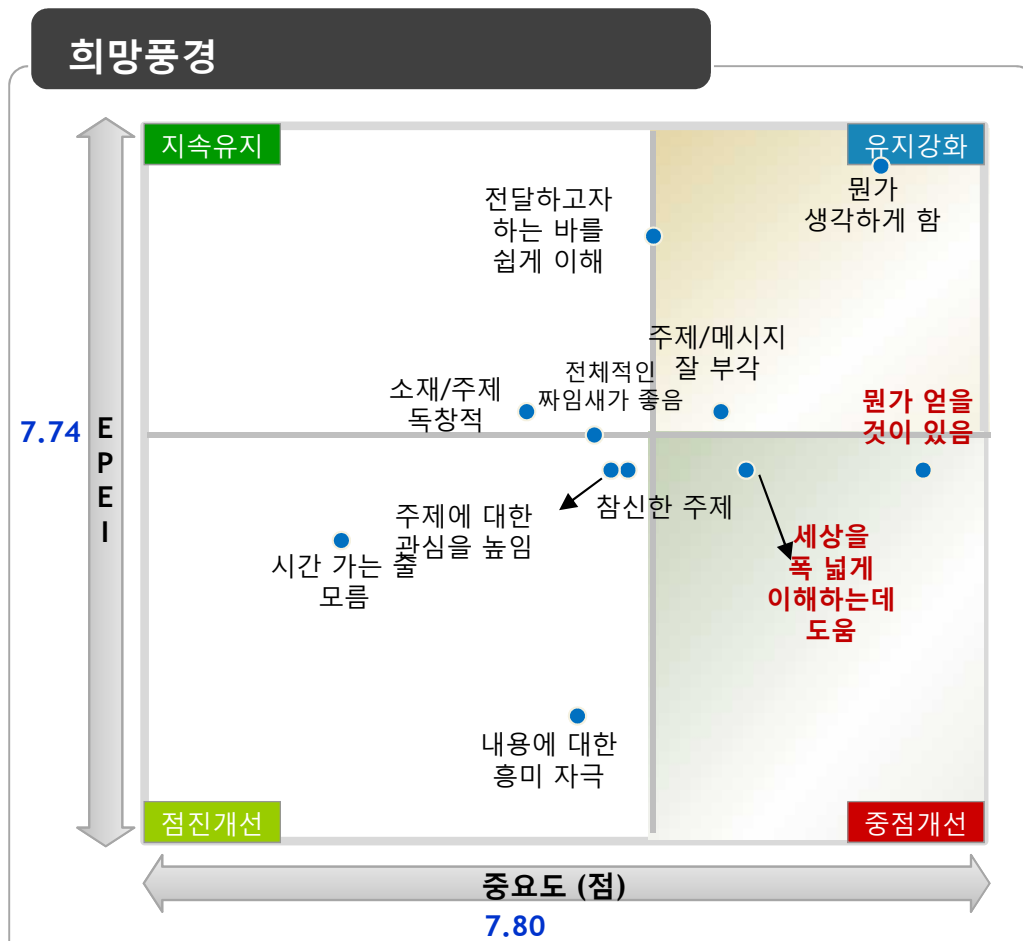 희망풍경
지속유지
유지강화
뭔가
생각하게 함
전달하고자
하는 바를
쉽게 이해
주제/메시지
잘 부각
전체적인
짜임새가 좋음
소재/주제
독창적
뭔가 얻을
것이 있음
7.74
E
P
E
I
참신한 주제
주제에 대한
관심을 높임
시간 가는 줄
모름
세상을
폭 넓게
이해하는데
도움
내용에 대한
흥미 자극
점진개선
중점개선
중요도 (점)
7.80